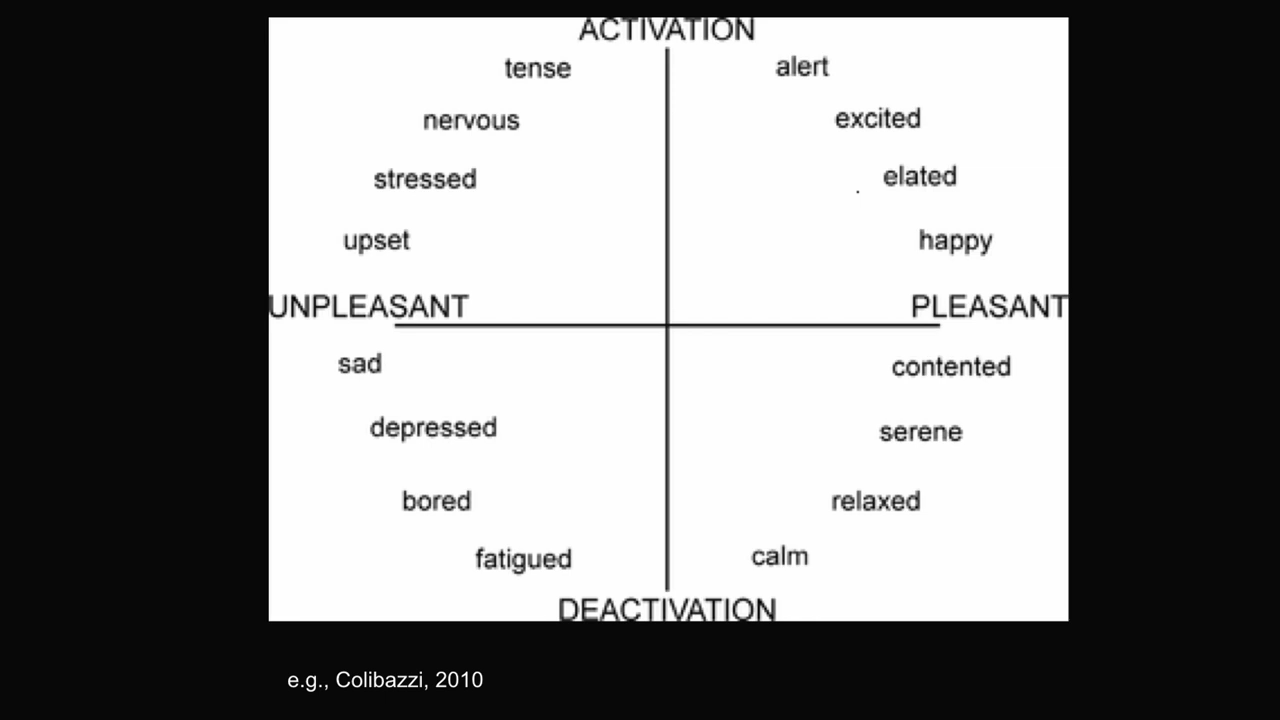 ACTIVATION
tense alert
nervous excited
stressed elated
upset happy
UNPLEASANT PLEASANT
sad contented
depressed serene
bored relaxed
fatigued calm
DEACTIVATION
e.g., Colibazzi, 2010